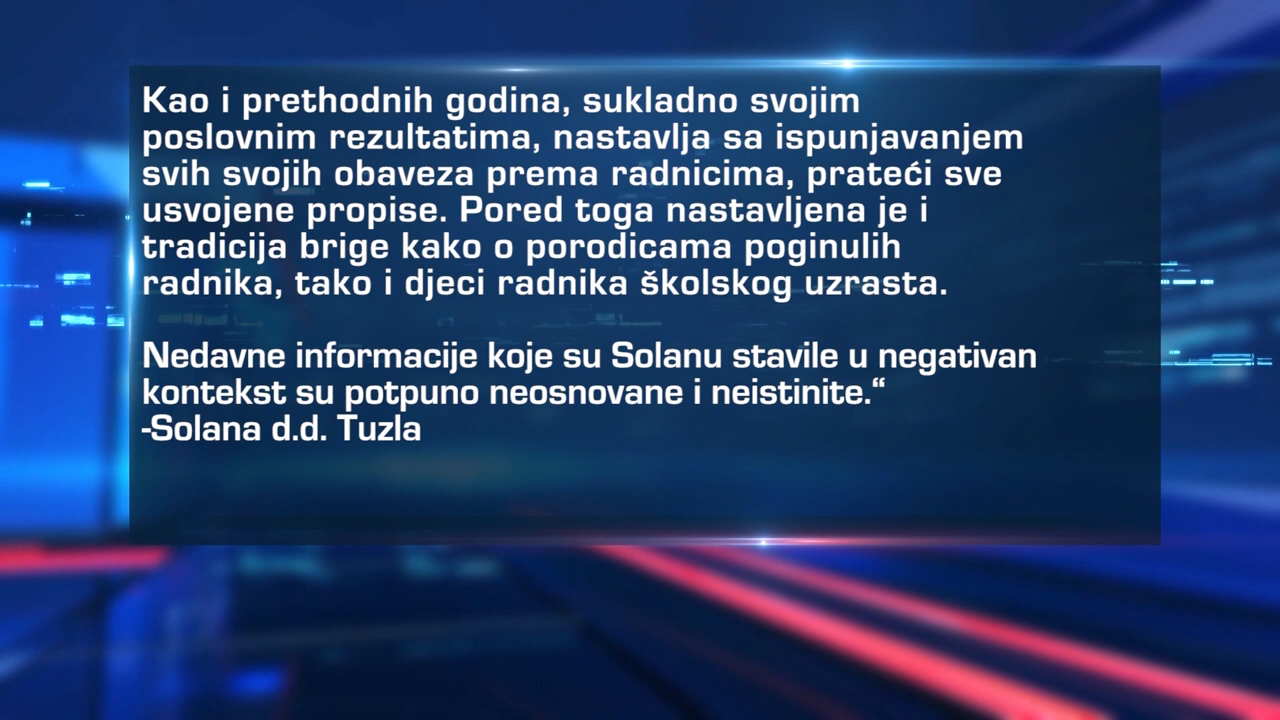 Kao i prethodnih godina, sukladno svojim
poslovnim rezultatima, nastavlja sa ispunjavanjem
svih svojih obaveza prema radnicima, prateći sve
usvojene propise. Pored toga nastavljena je i
tradicija brige kako o porodicama poginulih
radnika, tako i djeci radnika školskog uzrasta.
Nedavne informacije koje su Solanu stavile u negativan
kontekst su potpuno neosnovane i neistinite.“
-Solana d.d. Tuzla